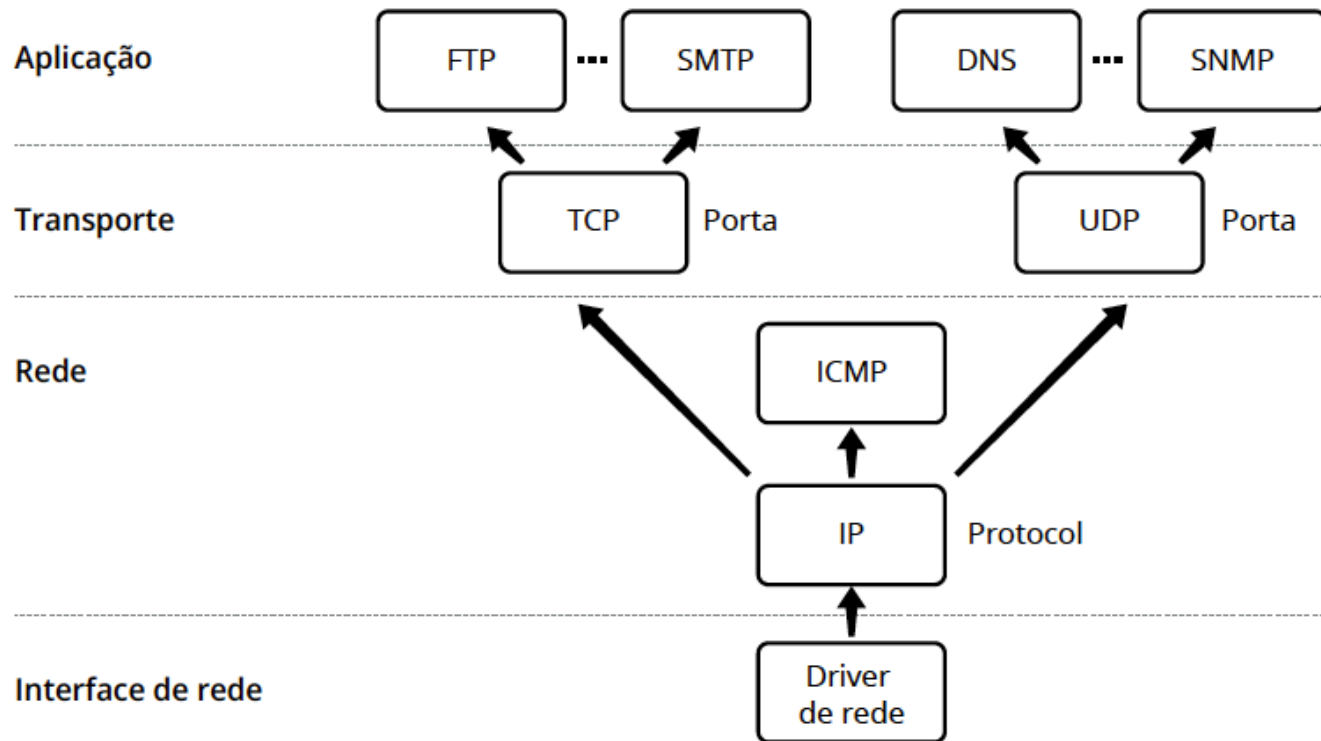 Aplicação
FTP
SMTP
DNS
SNMP
Transporte
TCP
Porta
UDP
Porta
Rede
ICMP
IP
Protocol
Interface de rede
Driver
de rede